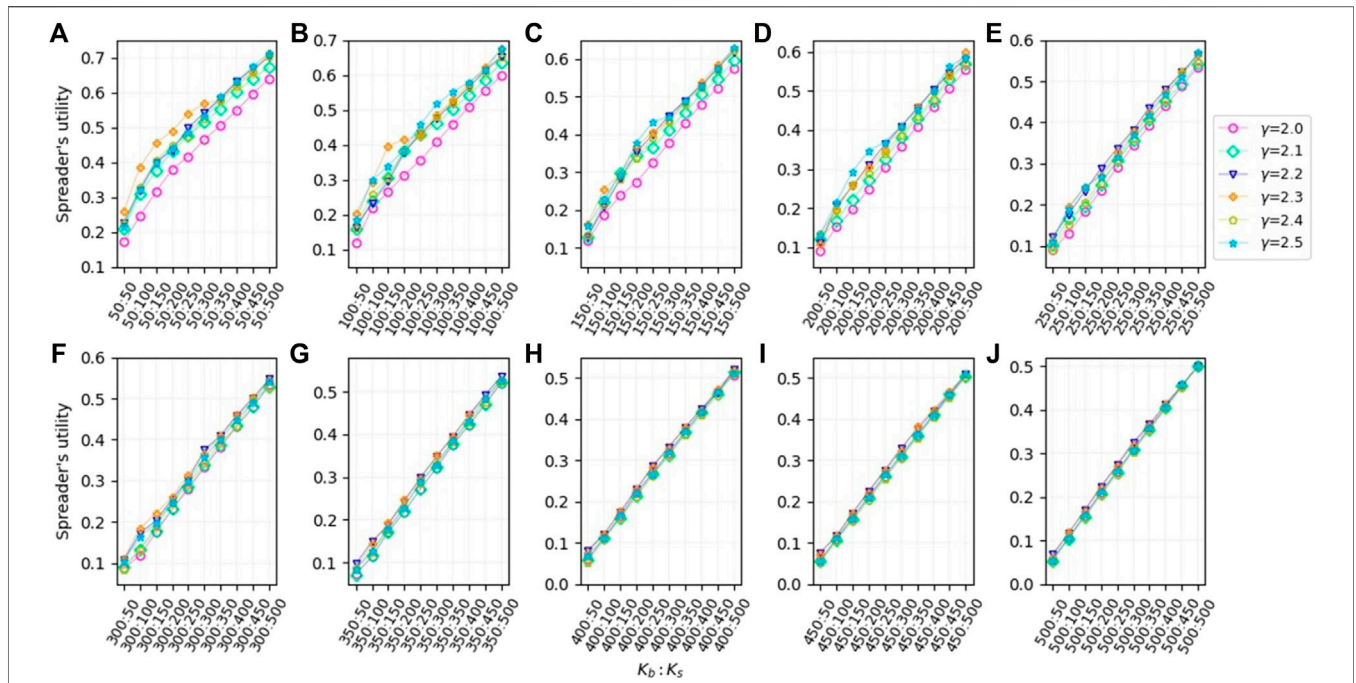 A B C D E
Spreader's utility
0.7 0.6 0.5 0.4 0.3 0.2 0.1
50:50 50:100 50:150 50:200 50:250 50:300 50:350 50:400 50:450 50:500
0.7 0.6 0.5 0.4 0.3 0.2 0.1
100:50 100:100 100:150 100:200 100:250 100:300 100:350 100:400 100:450 100:500
0.6 0.5 0.4 0.3 0.2 0.1
150:50 150:100 150:150 150:200 150:250 150:300 150:350 150:400 150:450 150:500
0.6 0.5 0.4 0.3 0.2 0.1
200:50 200:100 200:150 200:200 200:250 200:300 200:350 200:400 200:450 200:500
0.6 0.5 0.4 0.3 0.2 0.1
250:50 250:100 250:150 250:200 250:250 250:300 250:350 250:400 250:450 250:500
γ=2.0
γ=2.1
γ=2.2
γ=2.3
γ=2.4
γ=2.5
F G H I J
Spreader's utility
0.6 0.5 0.4 0.3 0.2 0.1
300:50 300:100 300:150 300:200 300:250 300:300 300:350 300:400 300:450 300:500
0.5 0.4 0.3 0.2 0.1
350:50 350:100 350:150 350:200 350:250 350:300 350:350 350:400 350:450 350:500
0.5 0.4 0.3 0.2 0.1 0.0
400:50 400:100 400:150 400:200 400:250 400:300 400:350 400:400 400:450 400:500
0.5 0.4 0.3 0.2 0.1 0.0
450:50 450:100 450:150 450:200 450:250 450:300 450:350 450:400 450:450 450:500
0.5 0.4 0.3 0.2 0.1 0.0
500:50 500:100 500:150 500:200 500:250 500:300 500:350 500:400 500:450 500:500
K_b : K_s